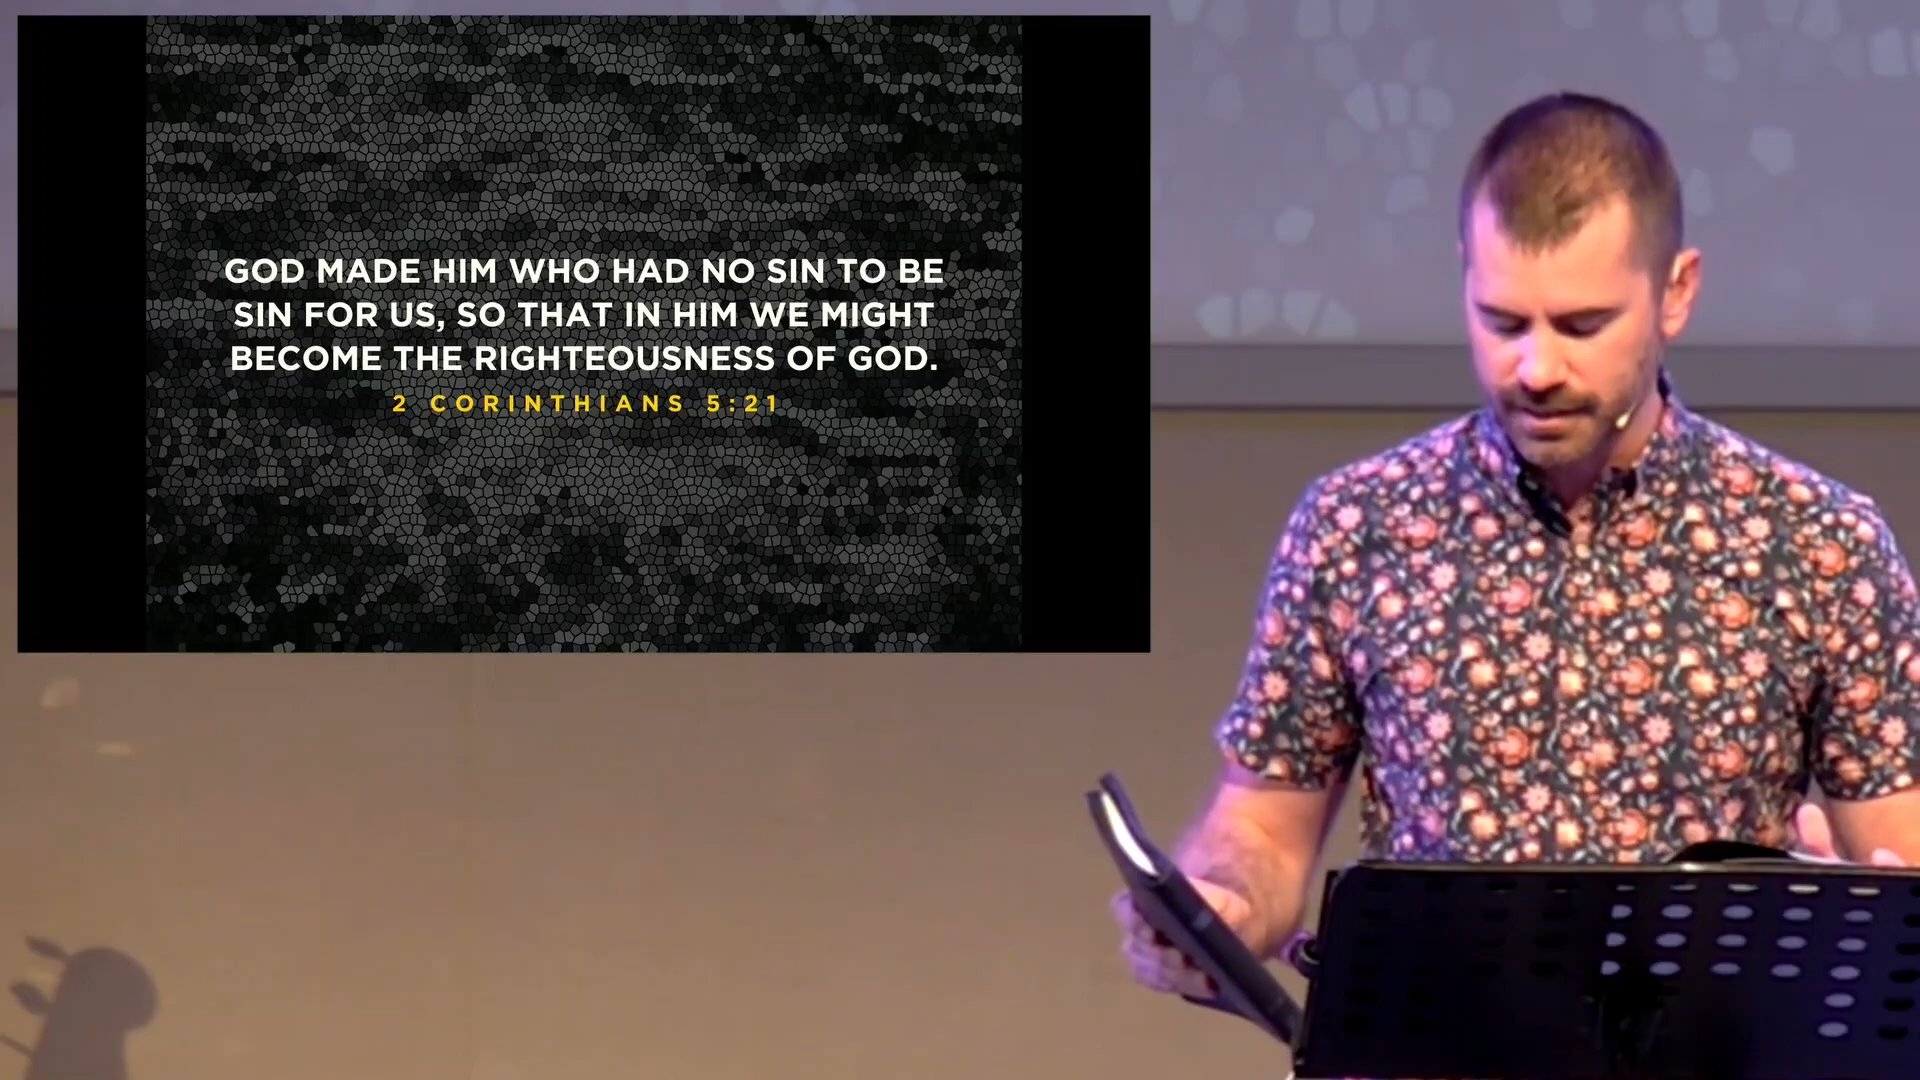 GOD MADE HIM WHO HAD NO SIN TO BE
SIN FOR US, SO THAT IN HIM WE MIGHT
BECOME THE RIGHTEOUSNESS OF GOD.
2 CORINTHIANS 5:21